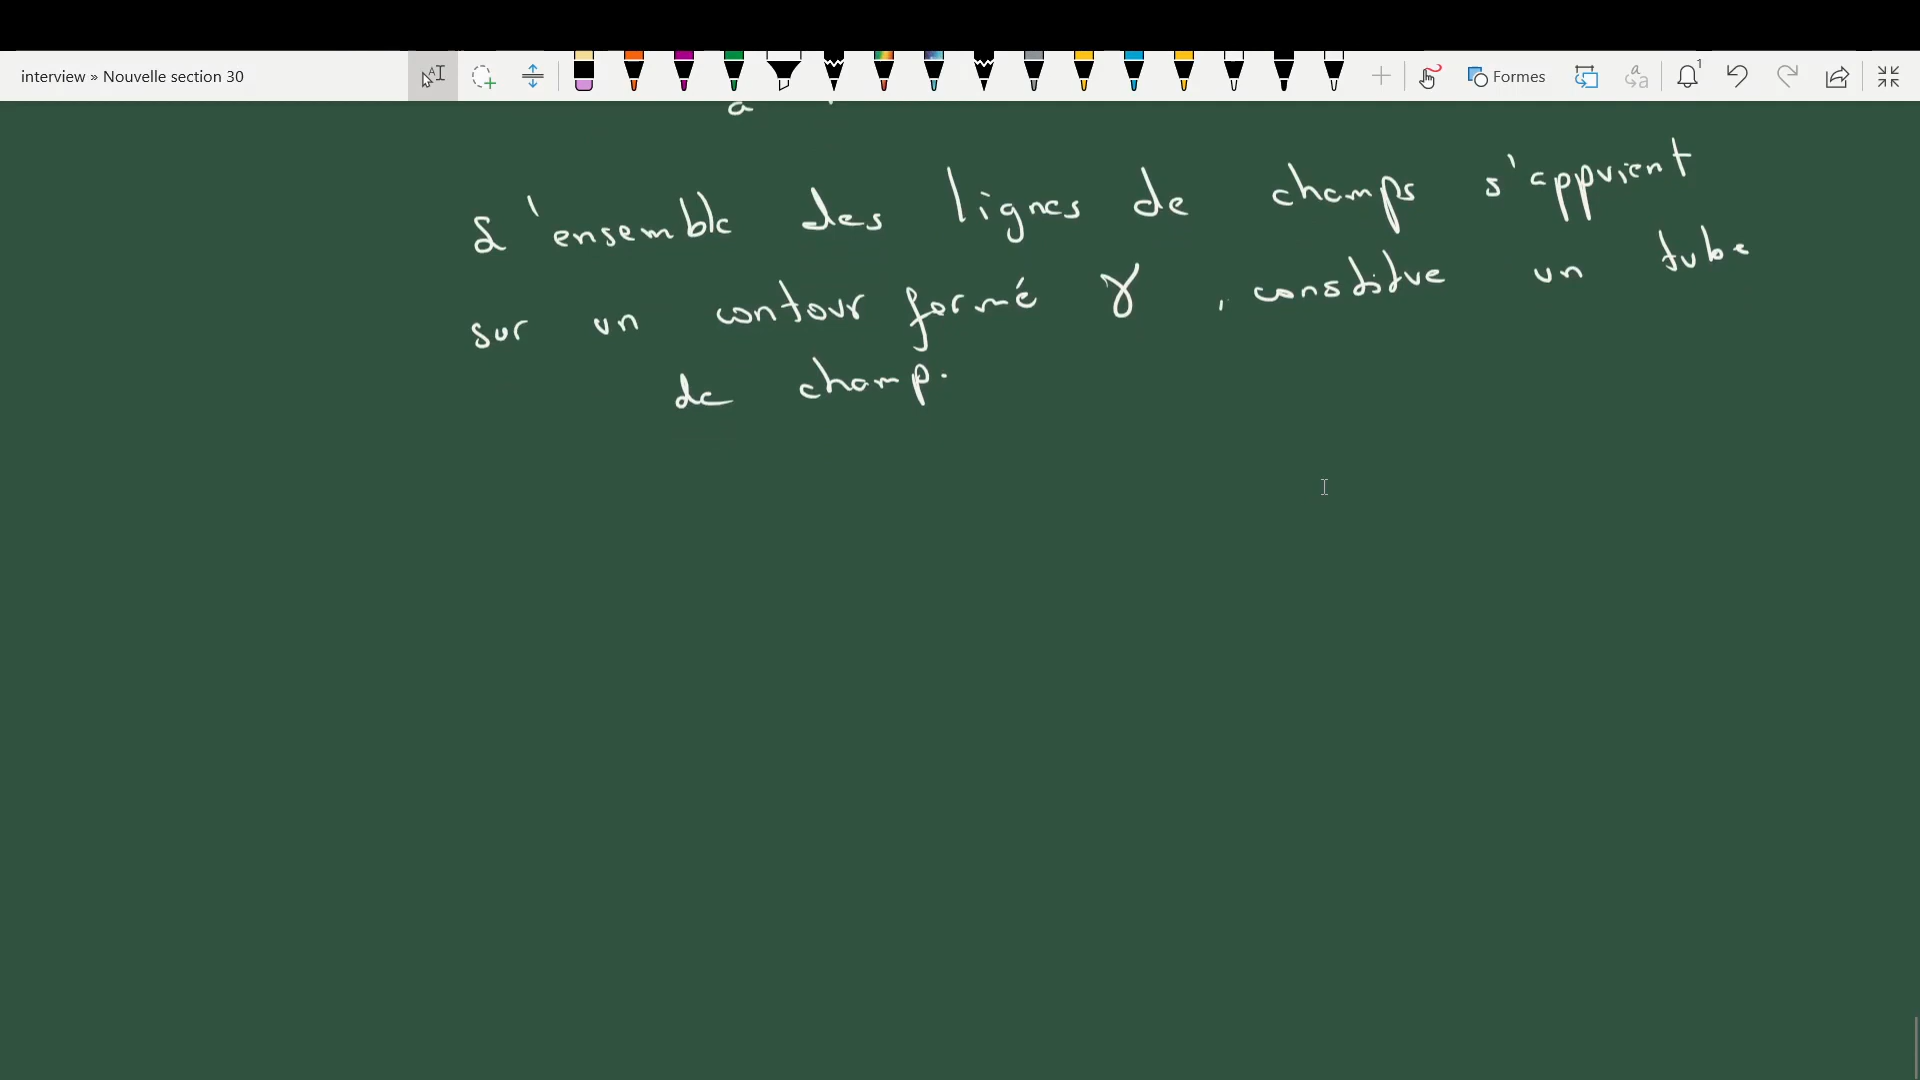 interview » Nouvelle section 30
Formes
1
a
L'ensemble des lignes de champs s'appuient
sur un contour formé γ, constitue un tube
de champ.